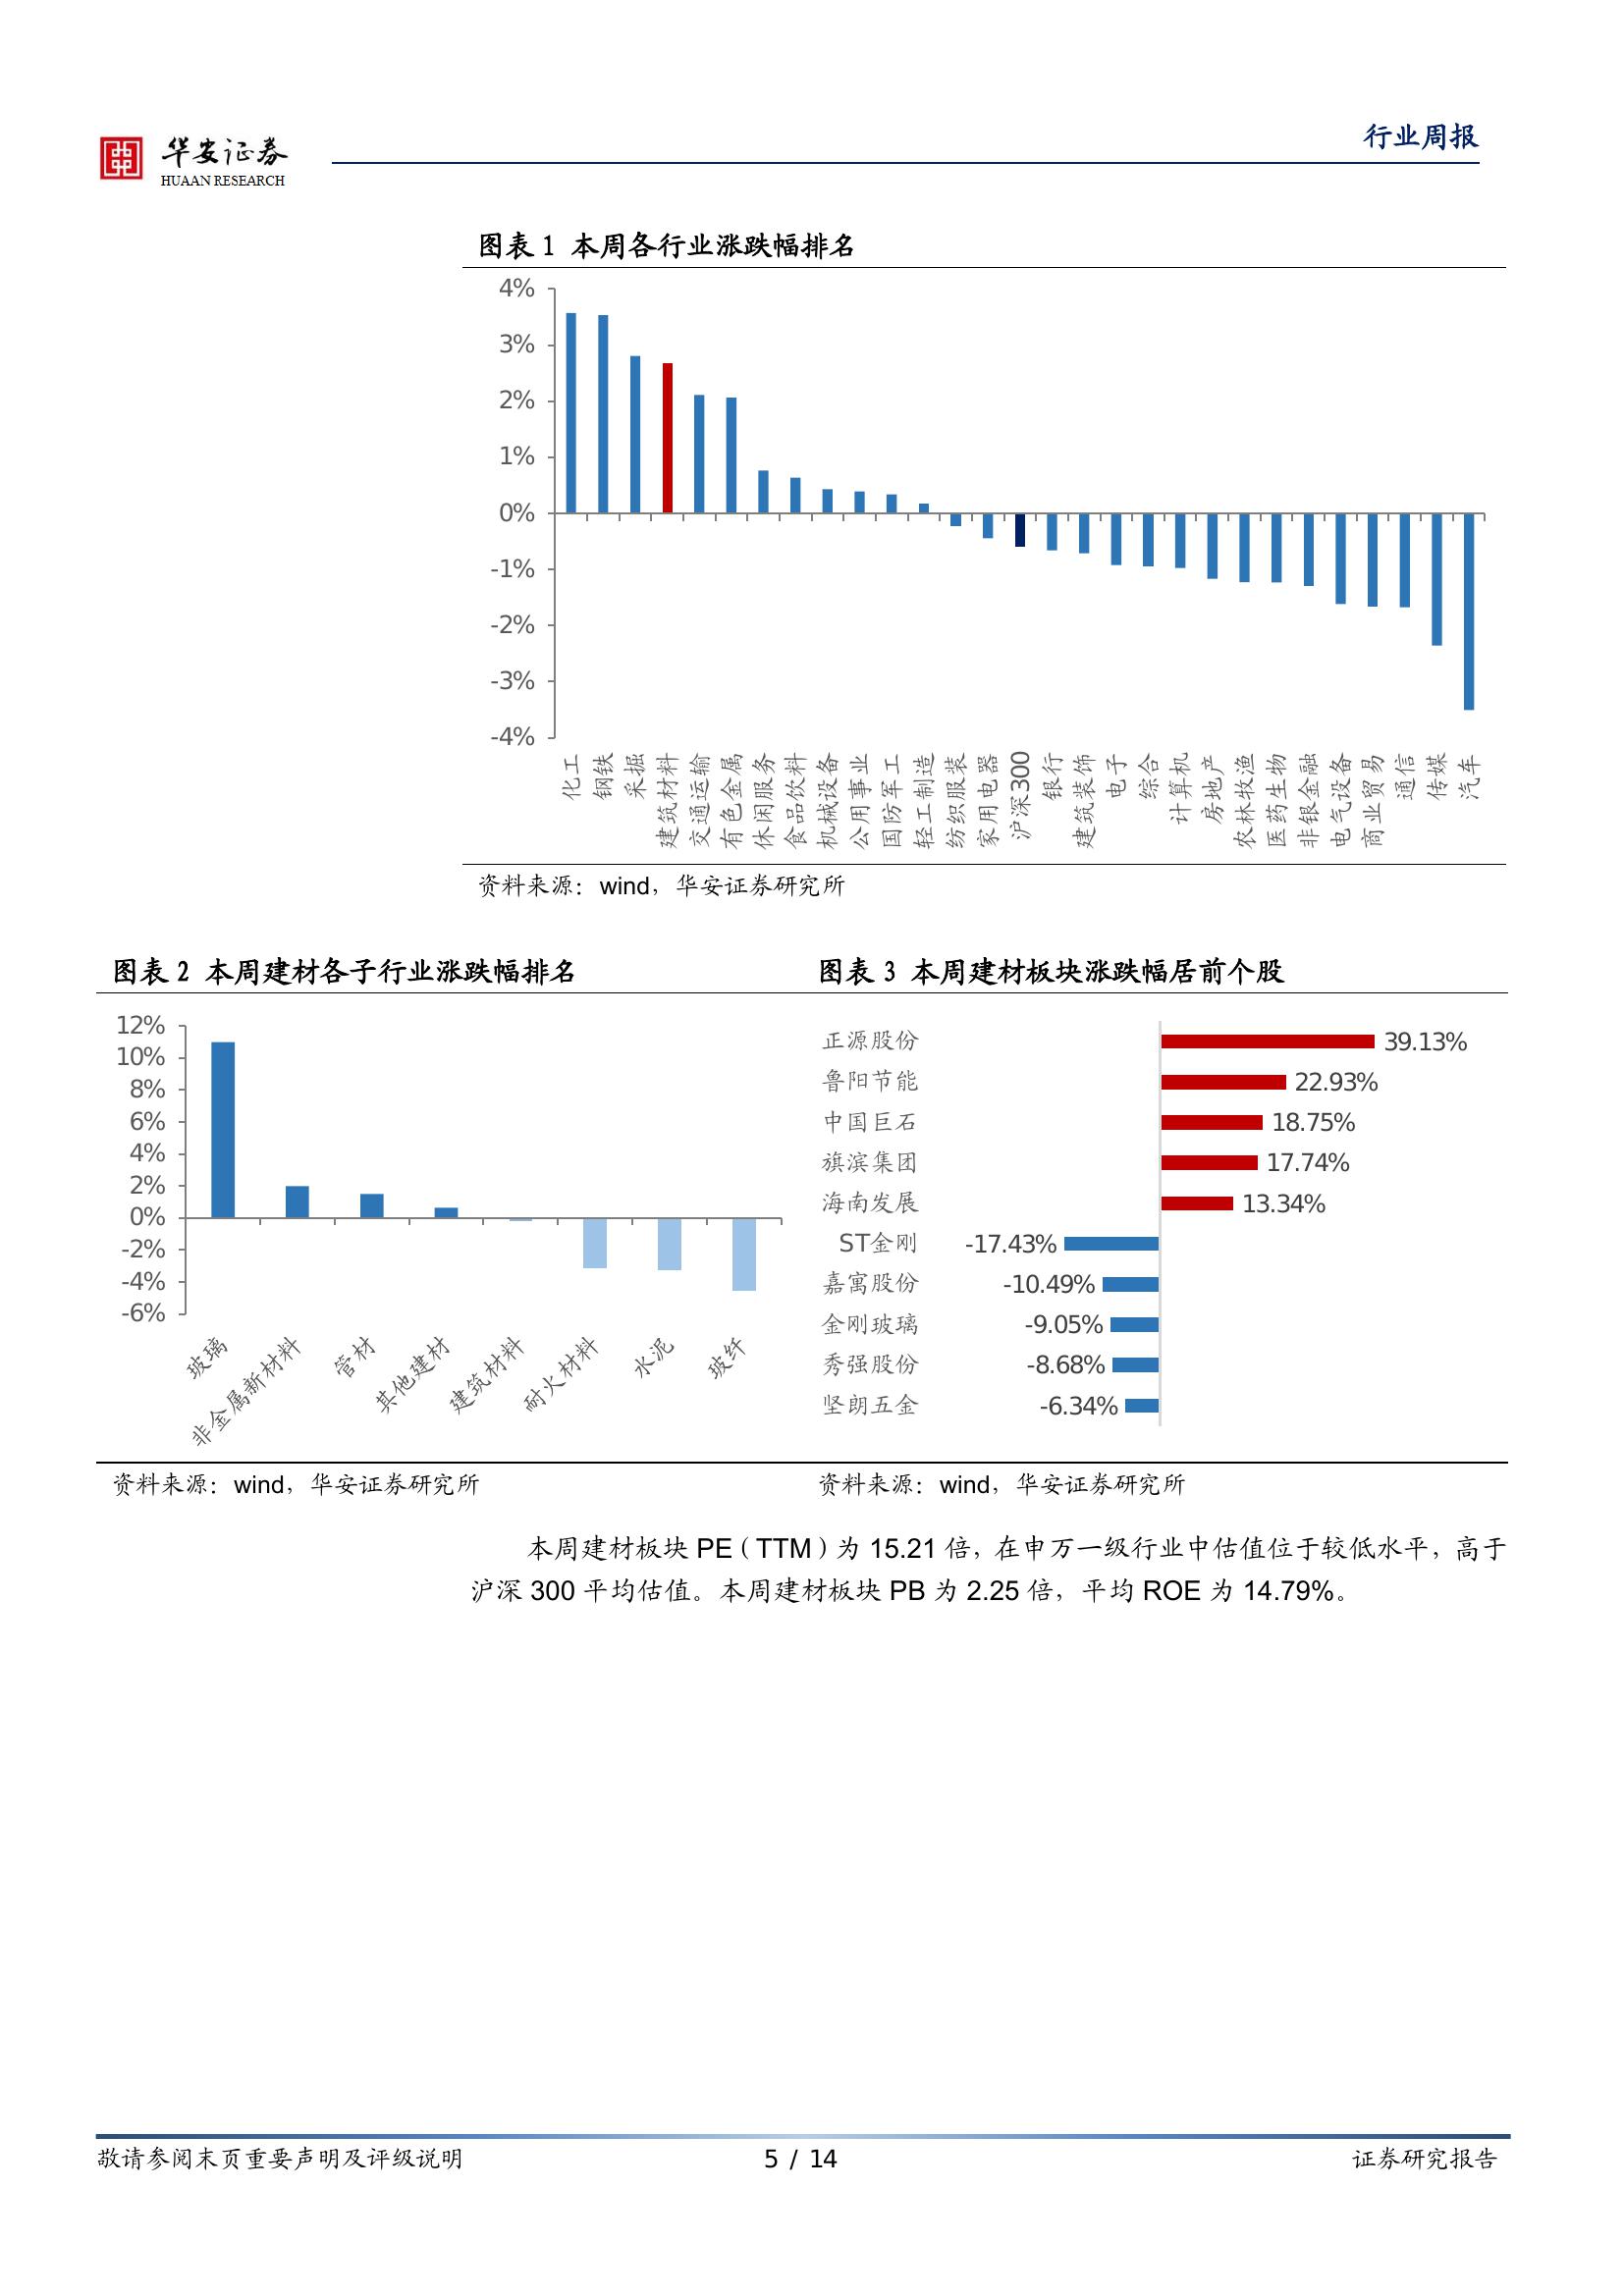 华安证券
HUAAN RESEARCH
行业周报
图表 1 本周各行业涨跌幅排名
4%
3%
2%
1%
0%
-1%
-2%
-3%
-4%
化工
钢铁
采掘
建筑材料
交通运输
有色金属
休闲服务
食品饮料
机械设备
公用事业
国防军工
轻工制造
纺织服装
家用电器
沪深300
银行
建筑装饰
电子
综合
计算机
房地产
农林牧渔
医药生物
非银金融
电气设备
商业贸易
通信
传媒
汽车
资料来源：wind，华安证券研究所
图表 2 本周建材各子行业涨跌幅排名
12%
10%
8%
6%
4%
2%
0%
-2%
-4%
-6%
玻璃
非金属新材料
管材
其他建材
建筑材料
耐火材料
水泥
玻纤
资料来源：wind，华安证券研究所
图表 3 本周建材板块涨跌幅居前个股
正源股份 39.13%
鲁阳节能 22.93%
中国巨石 18.75%
旗滨集团 17.74%
海南发展 13.34%
ST金刚 -17.43%
嘉寓股份 -10.49%
金刚玻璃 -9.05%
秀强股份 -8.68%
坚朗五金 -6.34%
资料来源：wind，华安证券研究所
本周建材板块 PE（TTM）为 15.21 倍，在申万一级行业中估值位于较低水平，高于
沪深 300 平均估值。本周建材板块 PB 为 2.25 倍，平均 ROE 为 14.79%。
敬请参阅末页重要声明及评级说明
5 / 14
证券研究报告